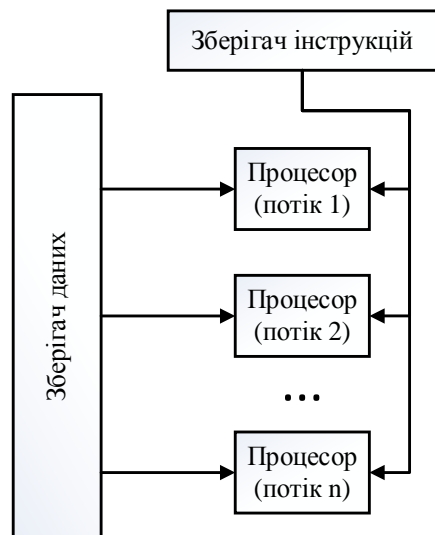 Зберігач інструкцій
Зберігач даних
Процесор
(потік 1)
Процесор
(потік 2)
...
Процесор
(потік n)